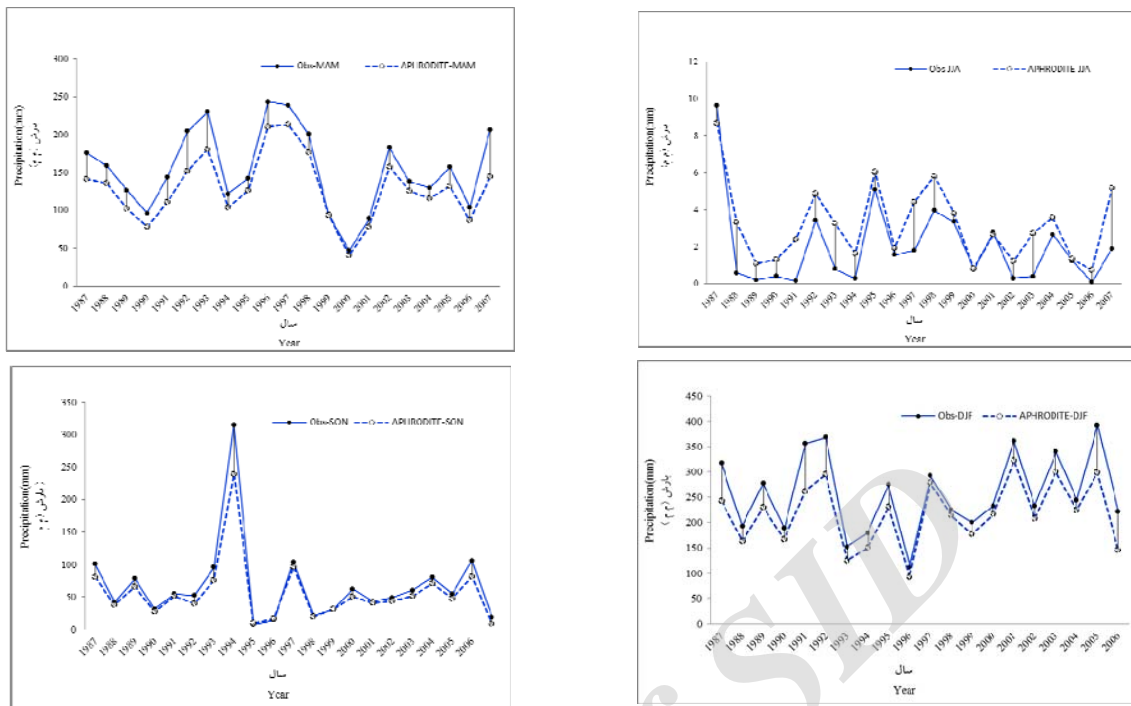 Obs-MAM APHRODITE-MAM
300
250
200
150
100
50
0
Precipitation(mm)
1987 1988 1989 1990 1991 1992 1993 1994 1995 1996 1997 1998 1999 2000 2001 2002 2003 2004 2005 2006 2007
سال
Year
Obs-JJA APHRODITE-JJA
12
10
8
6
4
2
0
Precipitation(mm)
1987 1988 1989 1990 1991 1992 1993 1994 1995 1996 1997 1998 1999 2000 2001 2002 2003 2004 2005 2006 2007
سال
Year
Obs-SON APHRODITE-SON
350
300
250
200
150
100
50
0
Precipitation(mm)
1987 1988 1989 1990 1991 1992 1993 1994 1995 1996 1997 1998 1999 2000 2001 2002 2003 2004 2005 2006
سال
Year
Obs-DJF APHRODITE-DJF
450
400
350
300
250
200
150
100
50
0
Precipitation(mm)
بارش (مم)
1987 1988 1989 1990 1991 1992 1993 1994 1995 1996 1997 1998 1999 2000 2001 2002 2003 2004 2005 2006
سال
Year
SID